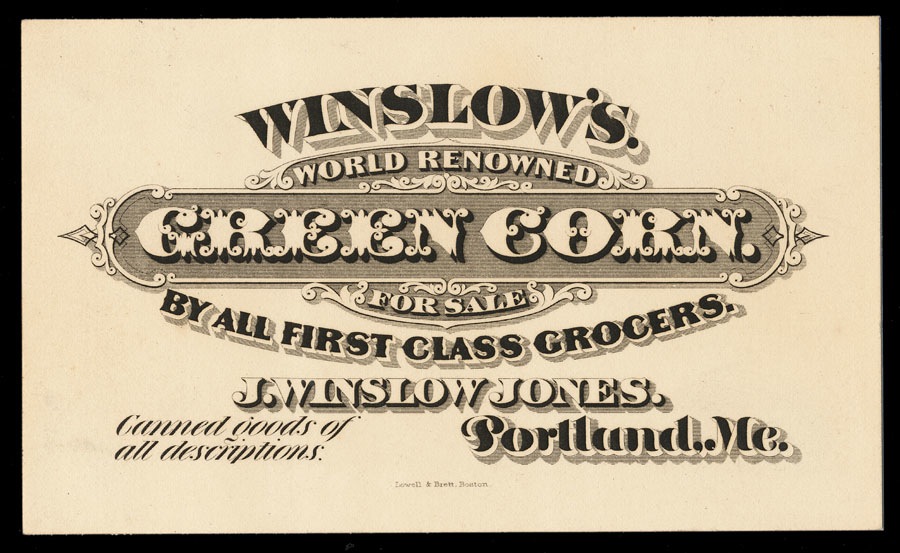 WINSLOW'S.
WORLD RENOWNED
GREEN CORN.
FOR SALE
BY ALL FIRST CLASS GROCERS.
J. WINSLOW JONES.
Canned goods of
all descriptions.
Portland, Me.
Lowell & Brett, Boston.